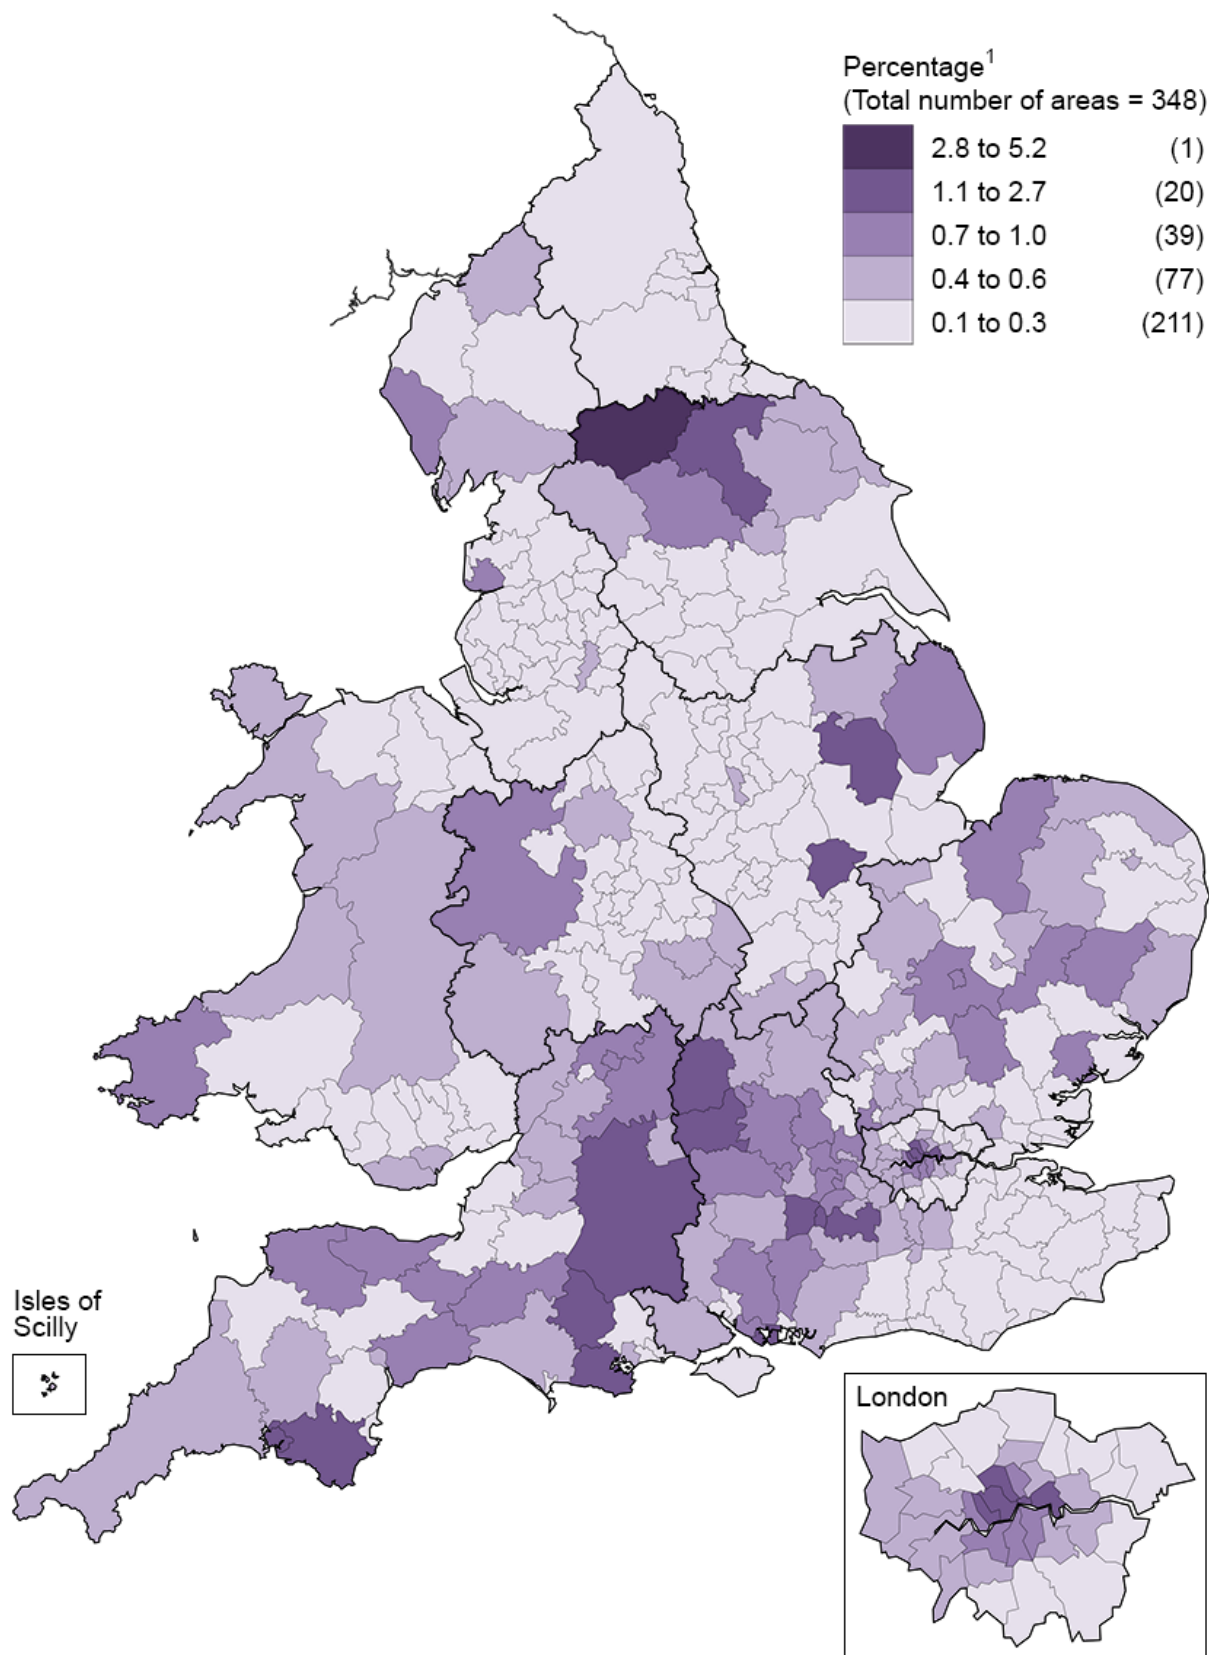 Percentage¹
(Total number of areas = 348)
2.8 to 5.2 (1)
1.1 to 2.7 (20)
0.7 to 1.0 (39)
0.4 to 0.6 (77)
0.1 to 0.3 (211)
Isles of
Scilly
London